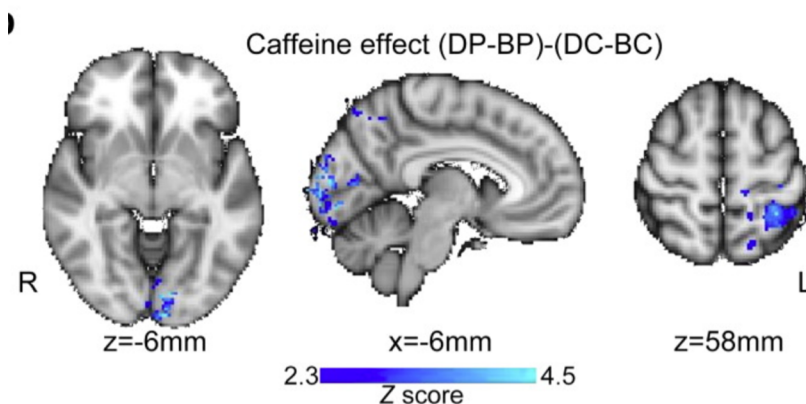 Caffeine effect (DP-BP)-(DC-BC)
R
L
z=-6mm
x=-6mm
z=58mm
2.3
4.5
Z score